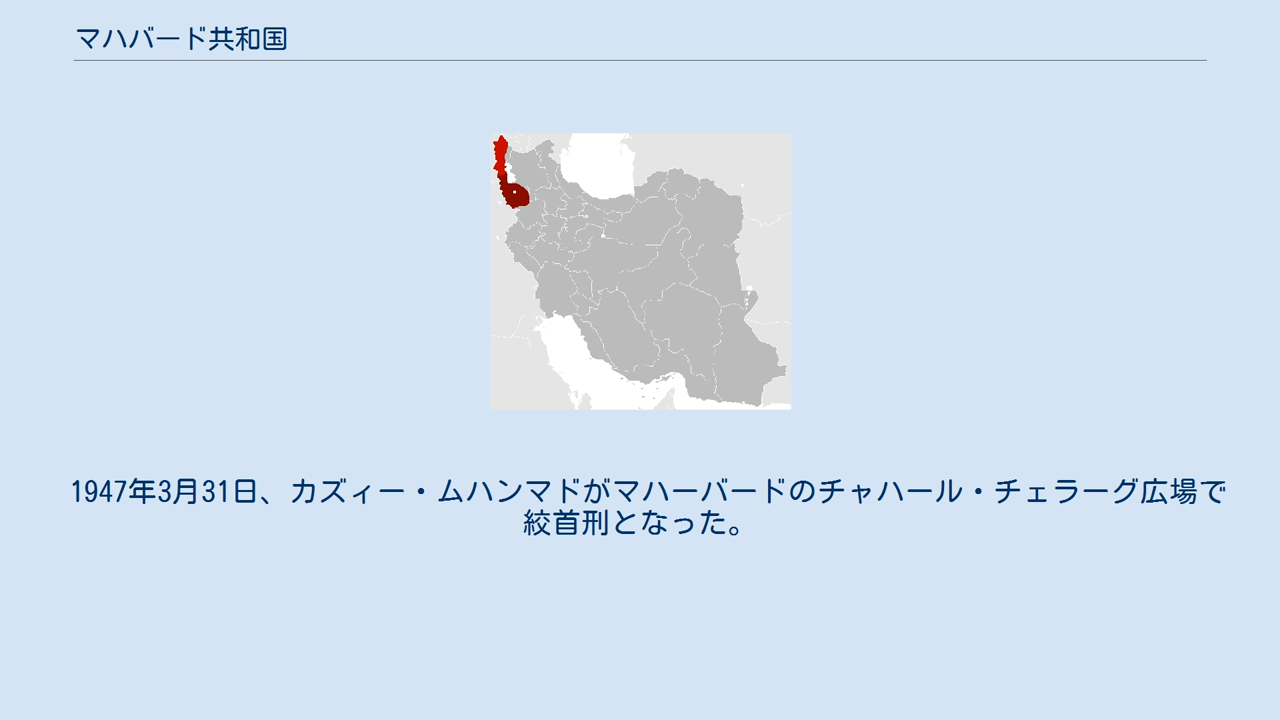 マハバード共和国
1947年3月31日、カズィー・ムハンマドがマハーバードのチャハール・チェラーグ広場で
絞首刑となった。